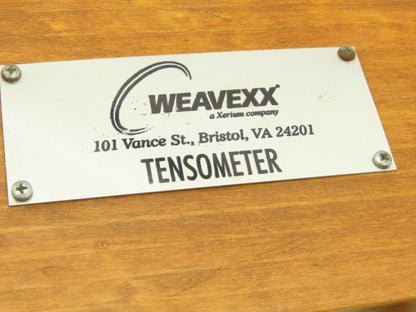 WEAVEXX
a Xerium company
101 Vance St., Bristol, VA 24201
TENSOMETER